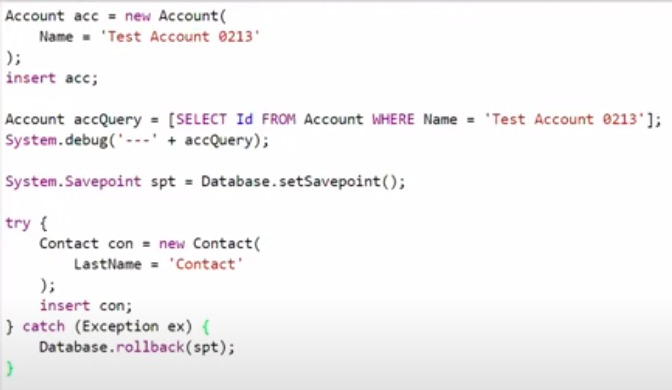 Account acc = new Account(
    Name = 'Test Account 0213'
);
insert acc;

Account accQuery = [SELECT Id FROM Account WHERE Name = 'Test Account 0213'];
System.debug('---' + accQuery);

System.Savepoint spt = Database.setSavepoint();

try {
    Contact con = new Contact(
        LastName = 'Contact'
    );
    insert con;
} catch (Exception ex) {
    Database.rollback(spt);
}